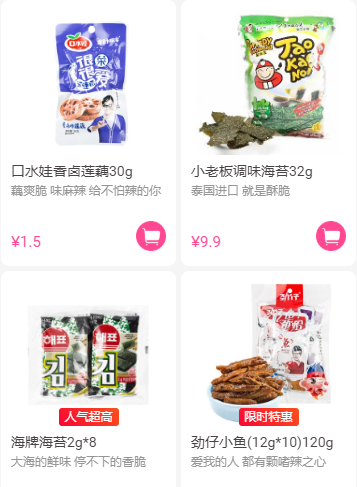 口水娃
很很爱
Tao
Kae
Noi
口水娃香卤莲藕30g
小老板调味海苔32g
藕爽脆 味麻辣 给不怕辣的你
泰国进口 就是酥脆
¥1.5
¥9.9
해표
김
해표
김
劲仔
人气超高
限时特惠
海牌海苔2g*8
劲仔小鱼(12g*10)120g
大海的鲜味 停不下的香脆
爱我的人 都有颗嗜辣之心